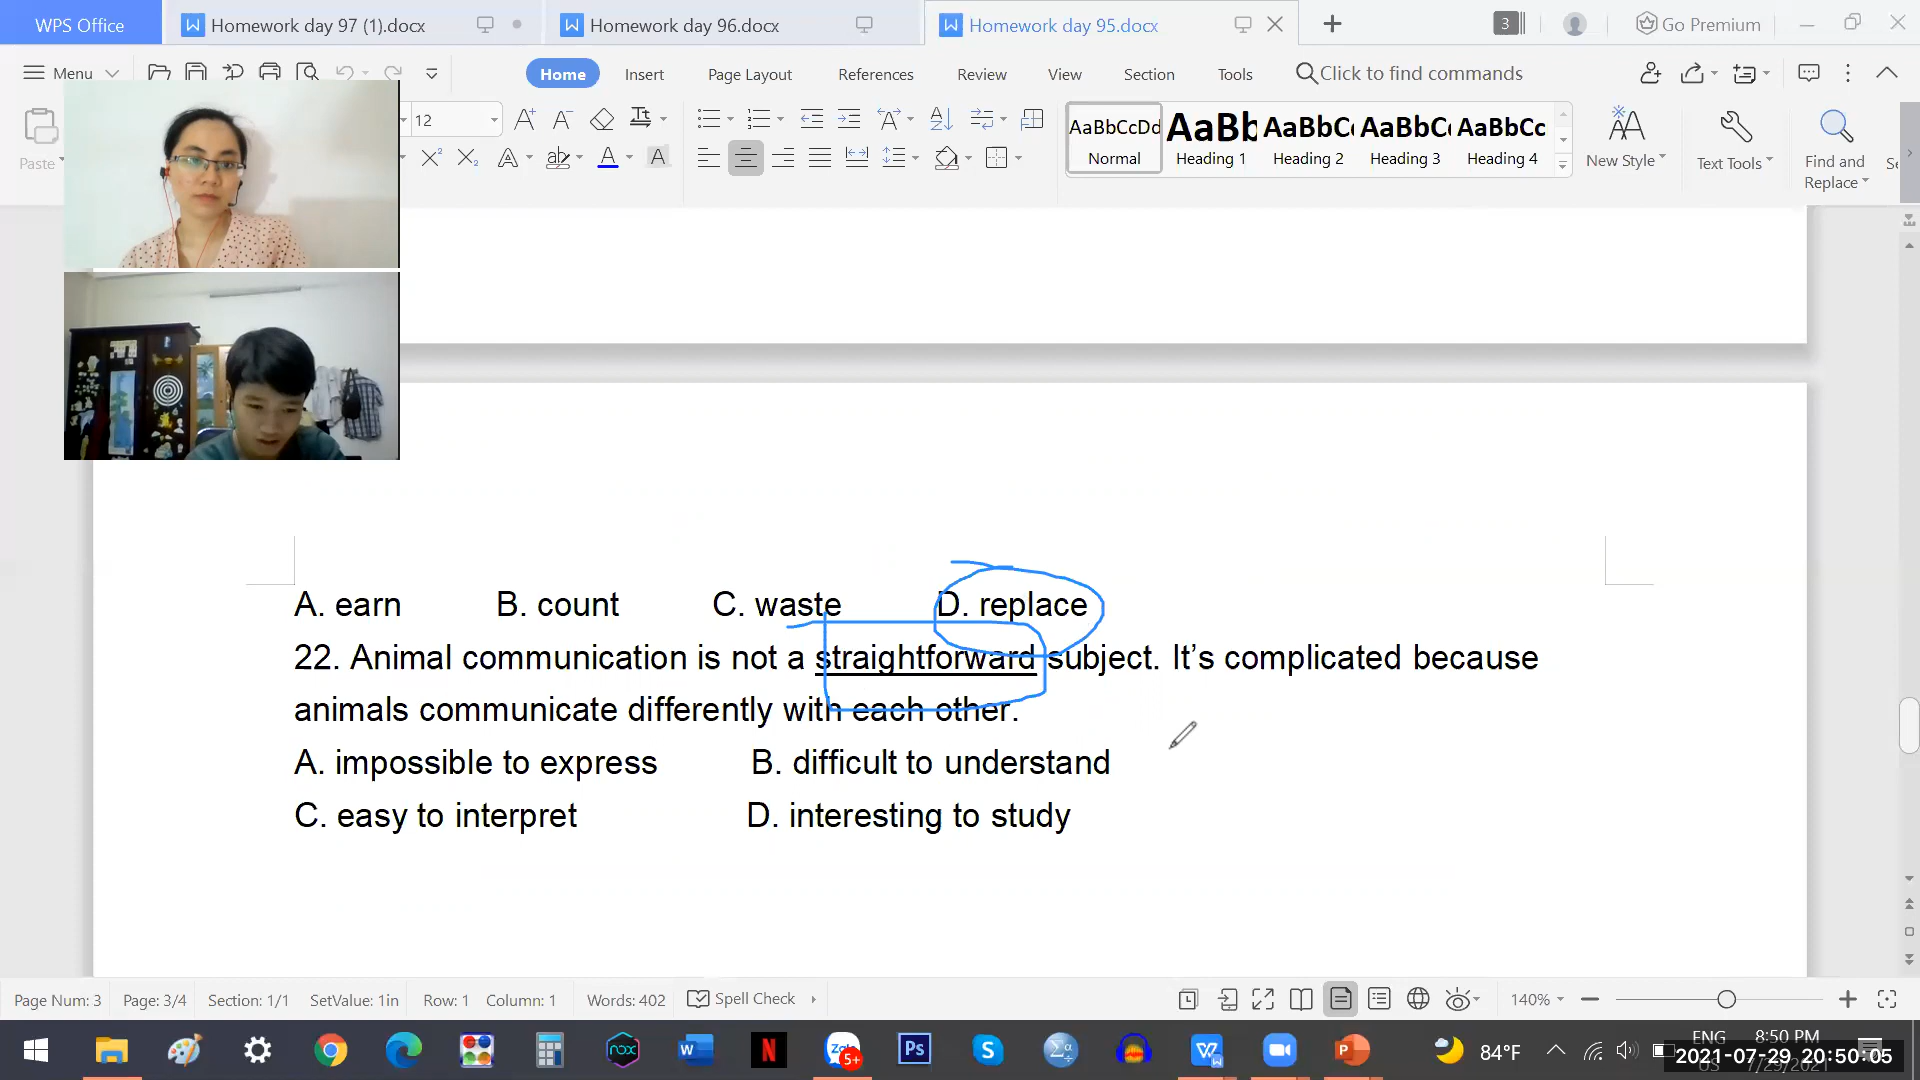 WPS Office
Homework day 97 (1).docx
Homework day 96.docx
Homework day 95.docx
3
Go Premium
Menu
Home
Insert
Page Layout
References
Review
View
Section
Tools
Click to find commands
Paste
12
AaBbCcDd
Normal
AaBb
Heading 1
AaBbC
Heading 2
AaBbC
Heading 3
AaBbCc
Heading 4
New Style
Text Tools
Find and
Replace
A. earn B. count C. waste D. replace
22. Animal communication is not a straightforward subject. It’s complicated because
animals communicate differently with each other.
A. impossible to express B. difficult to understand
C. easy to interpret D. interesting to study
Page Num: 3 Page: 3/4 Section: 1/1 SetValue: 1in Row: 1 Column: 1 Words: 402 Spell Check 140%
5+
Ps
84°F
ENG
8:50 PM
2021-07-29 20:50:05